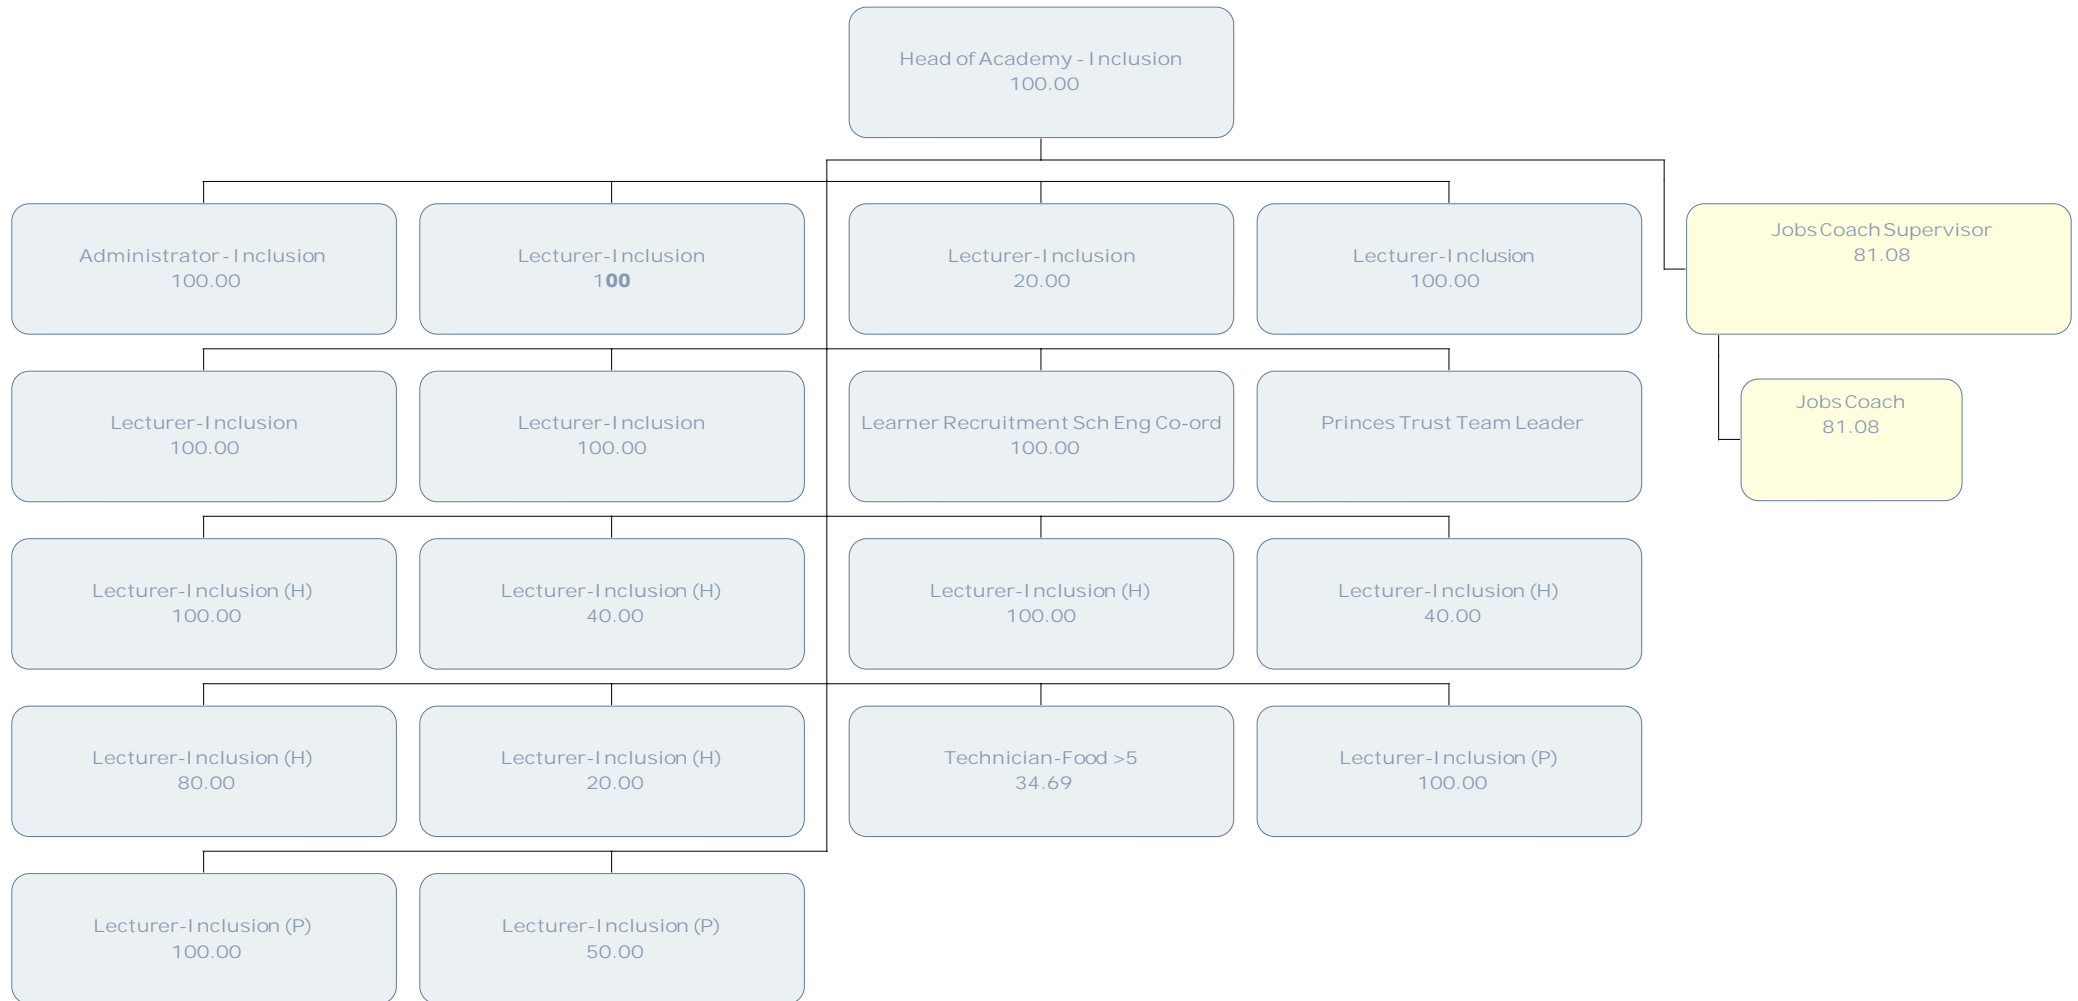 Head of Academy - Inclusion
100.00
Administrator - Inclusion
100.00
Lecturer-Inclusion
100
Lecturer-Inclusion
20.00
Lecturer-Inclusion
100.00
Jobs Coach Supervisor
81.08
Lecturer-Inclusion
100.00
Lecturer-Inclusion
100.00
Learner Recruitment Sch Eng Co-ord
100.00
Princes Trust Team Leader
Jobs Coach
81.08
Lecturer-Inclusion (H)
100.00
Lecturer-Inclusion (H)
40.00
Lecturer-Inclusion (H)
100.00
Lecturer-Inclusion (H)
40.00
Lecturer-Inclusion (H)
80.00
Lecturer-Inclusion (H)
20.00
Technician-Food >5
34.69
Lecturer-Inclusion (P)
100.00
Lecturer-Inclusion (P)
100.00
Lecturer-Inclusion (P)
50.00